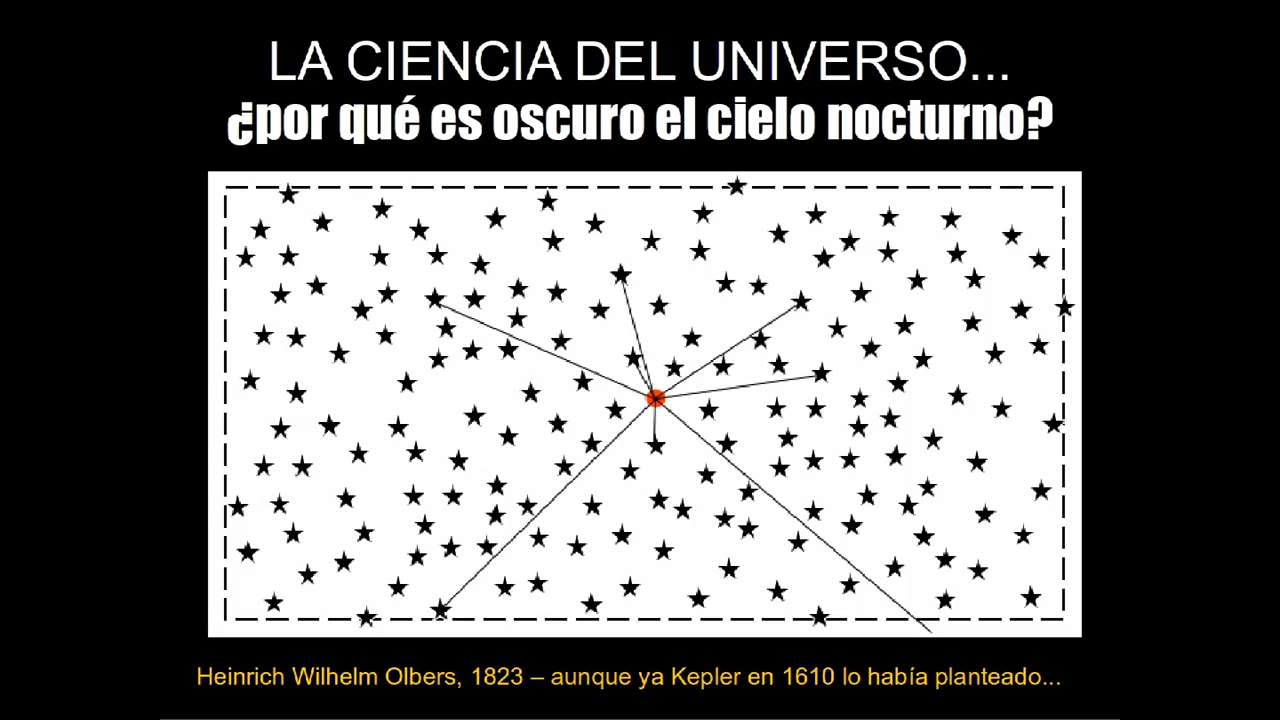 LA CIENCIA DEL UNIVERSO...
¿por qué es oscuro el cielo nocturno?
Heinrich Wilhelm Olbers, 1823 – aunque ya Kepler en 1610 lo había planteado...